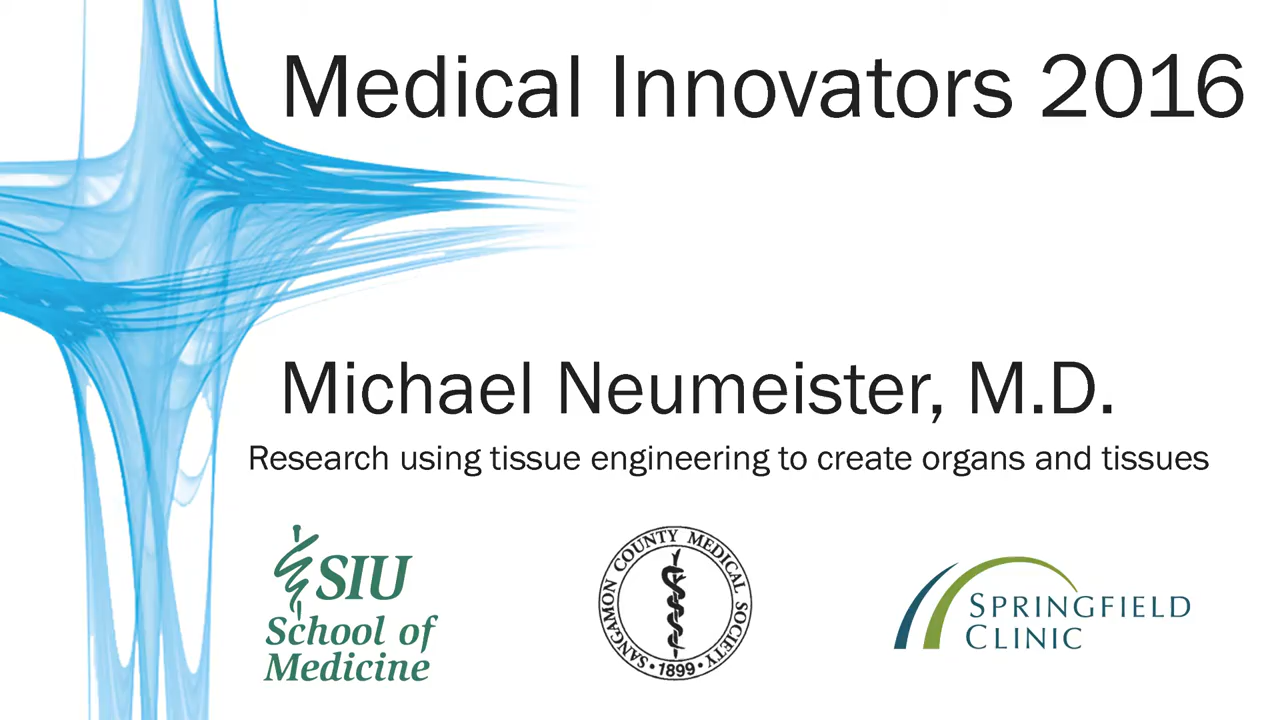 Medical Innovators 2016
Michael Neumeister, M.D.
Research using tissue engineering to create organs and tissues
SIU
School of
Medicine
SANGAMON COUNTY MEDICAL SOCIETY
• 1899 •
SPRINGFIELD
CLINIC